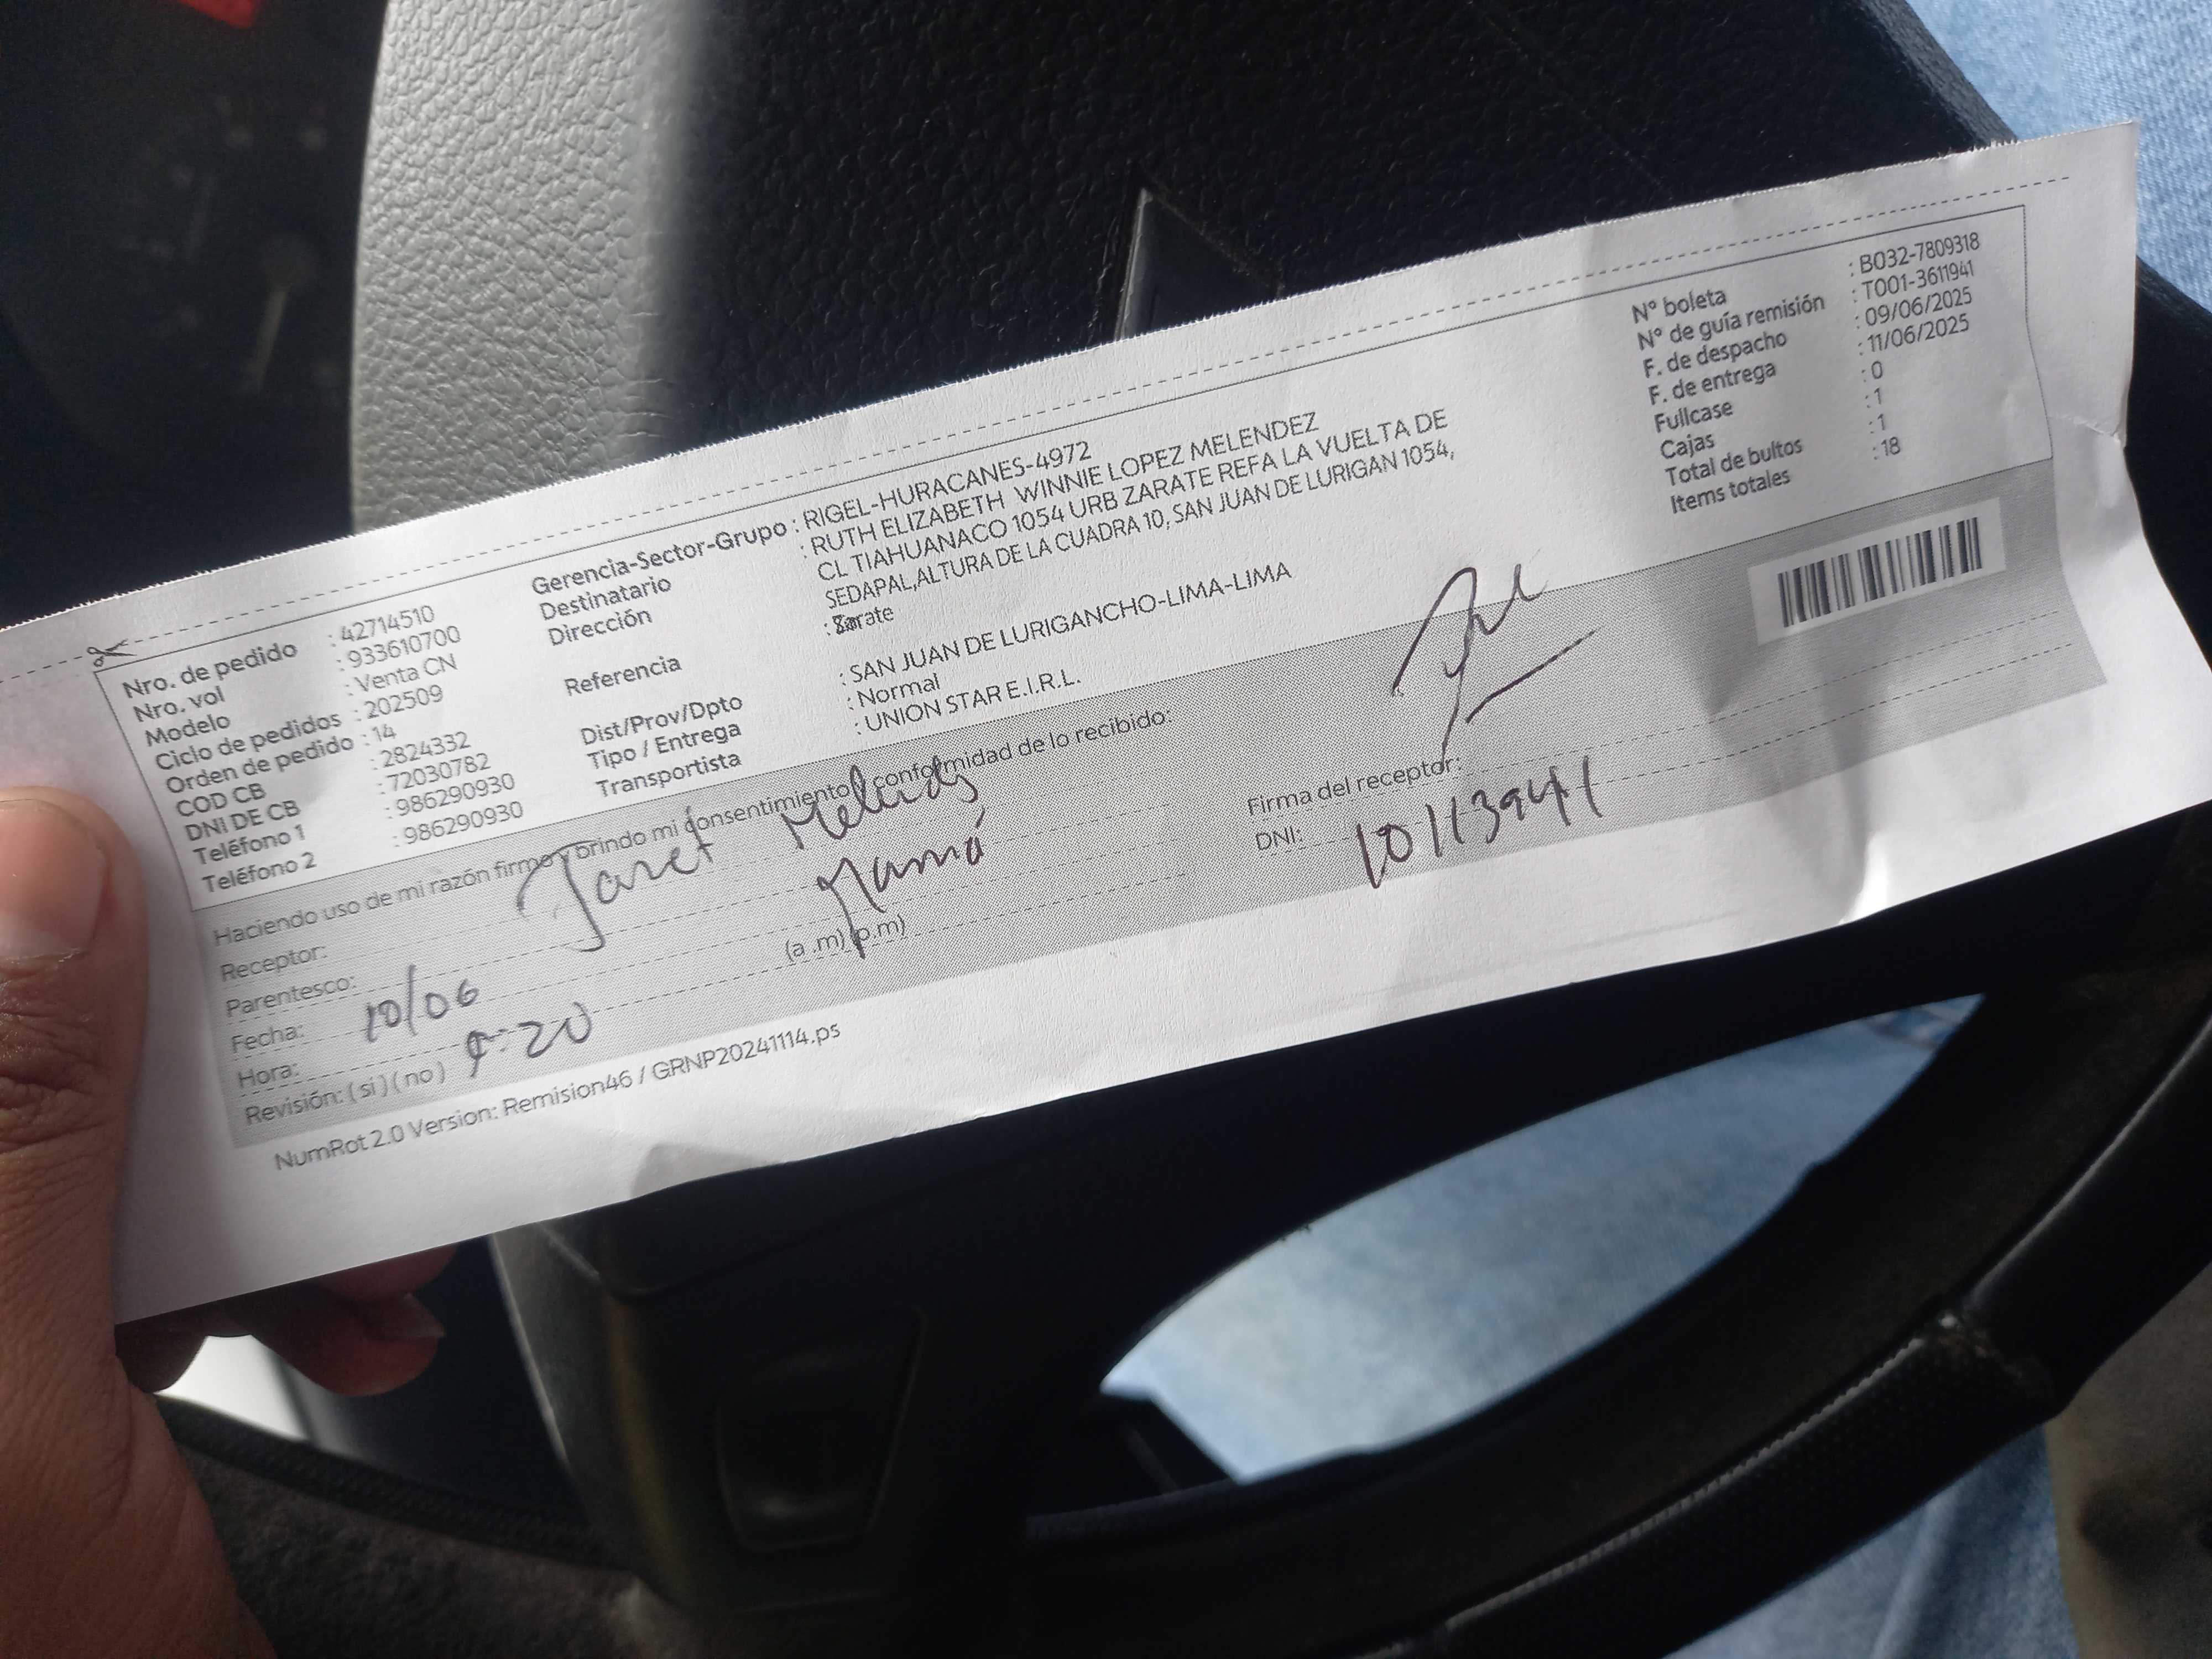 Nro. de pedido : 42714510
Nro. vol : 933610700
Modelo : Venta CN
Ciclo de pedidos : 202509
Orden de pedido : 14
COD CB : 2824332
DNI DE CB : 72030782
Teléfono 1 : 986290930
Teléfono 2 : 986290930
Gerencia-Sector-Grupo : RIGEL-HURACANES-4972
Destinatario : RUTH ELIZABETH WINNIE LOPEZ MELENDEZ
Dirección CL TIAHUANACO 1054 URB ZARATE REFA LA VUELTA DE
SEDAPAL,ALTURA DE LA CUADRA 10, SAN JUAN DE LURIGAN 1054,
: Zarate
Referencia
Dist/Prov/Dpto : SAN JUAN DE LURIGANCHO-LIMA-LIMA
Tipo / Entrega : Normal
Transportista : UNION STAR E.I.R.L.
N° boleta : B032-7809318
N° de guía remisión : T001-3611941
F. de despacho : 09/06/2025
F. de entrega : 11/06/2025
Fullcase : 0
Cajas : 1
Total de bultos : 1
Items totales : 18
Haciendo uso de mi razón firmo y brindo mi consentimiento y conformidad de lo recibido:
Receptor: Janet
Parentesco: Mamá
Fecha: 10/06
Hora: 9:20 (a .m) (p.m)
Revisión: ( si ) ( no )
Firma del receptor:
DNI: 10113941
NumRot 2.0 Version: Remision46 / GRNP20241114.ps